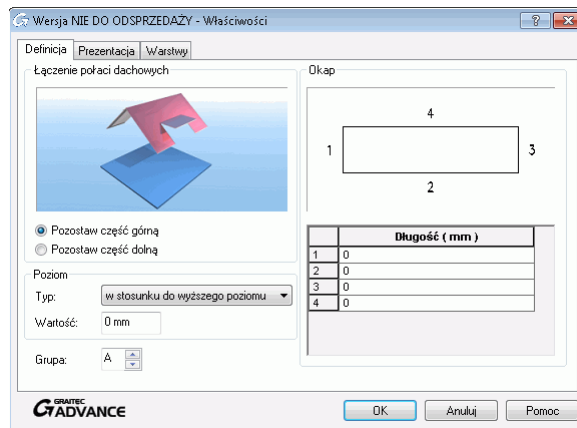 Wersja NIE DO ODSPRZEDAŻY - Właściwości
Definicja Prezentacja Warstwy
Łączenie połaci dachowych
Pozostaw część górną
Pozostaw część dolną
Poziom
Typ: w stosunku do wyższego poziomu
Wartość: 0 mm
Grupa: A
Okap
4
1 3
2
Długość ( mm )
1 0
2 0
3 0
4 0
GRAITEC
ADVANCE
OK Anuluj Pomoc